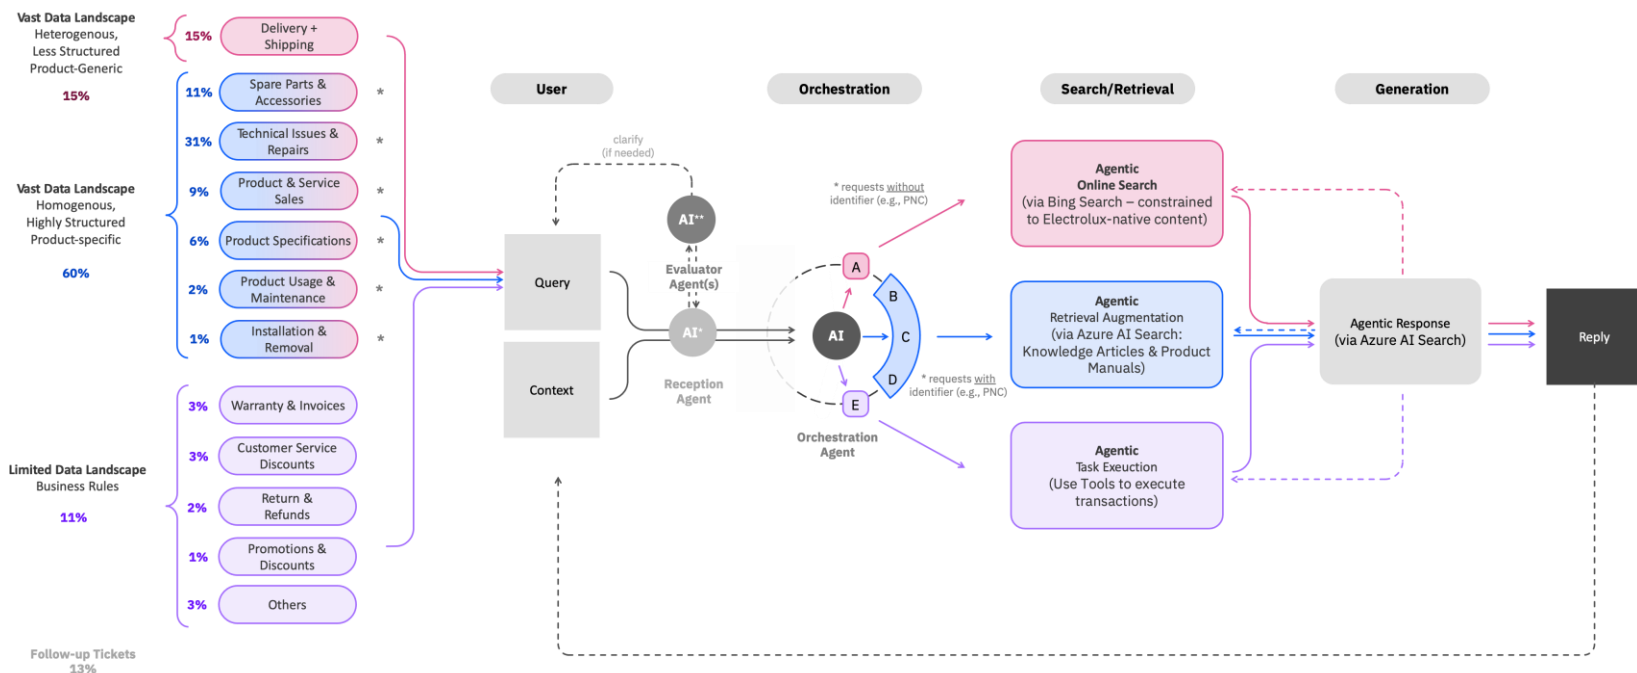 Vast Data Landscape
Heterogenous,
Less Structured
Product-Generic
15%
15%
Delivery +
Shipping
Vast Data Landscape
Homogenous,
Highly Structured
Product-specific
60%
11%
Spare Parts &
Accessories
*
31%
Technical Issues &
Repairs
*
9%
Product & Service
Sales
*
6%
Product Specifications
*
2%
Product Usage &
Maintenance
*
1%
Installation &
Removal
*
Limited Data Landscape
Business Rules
11%
3%
Warranty & Invoices
3%
Customer Service
Discounts
2%
Return &
Refunds
1%
Promotions &
Discounts
3%
Others
Follow-up Tickets
13%
User
clarify
(if needed)
Query
Context
AI**
Evaluator
Agent(s)
AI*
Reception
Agent
Orchestration
* requests without
identifier (e.g., PNC)
A
B
C
D
E
AI
* requests with
identifier (e.g., PNC)
Orchestration
Agent
Search/Retrieval
Agentic
Online Search
(via Bing Search – constrained
to Electrolux-native content)
Agentic
Retrieval Augmentation
(via Azure AI Search:
Knowledge Articles & Product
Manuals)
Agentic
Task Exeuction
(Use Tools to execute
transactions)
Generation
Agentic Response
(via Azure AI Search)
Reply